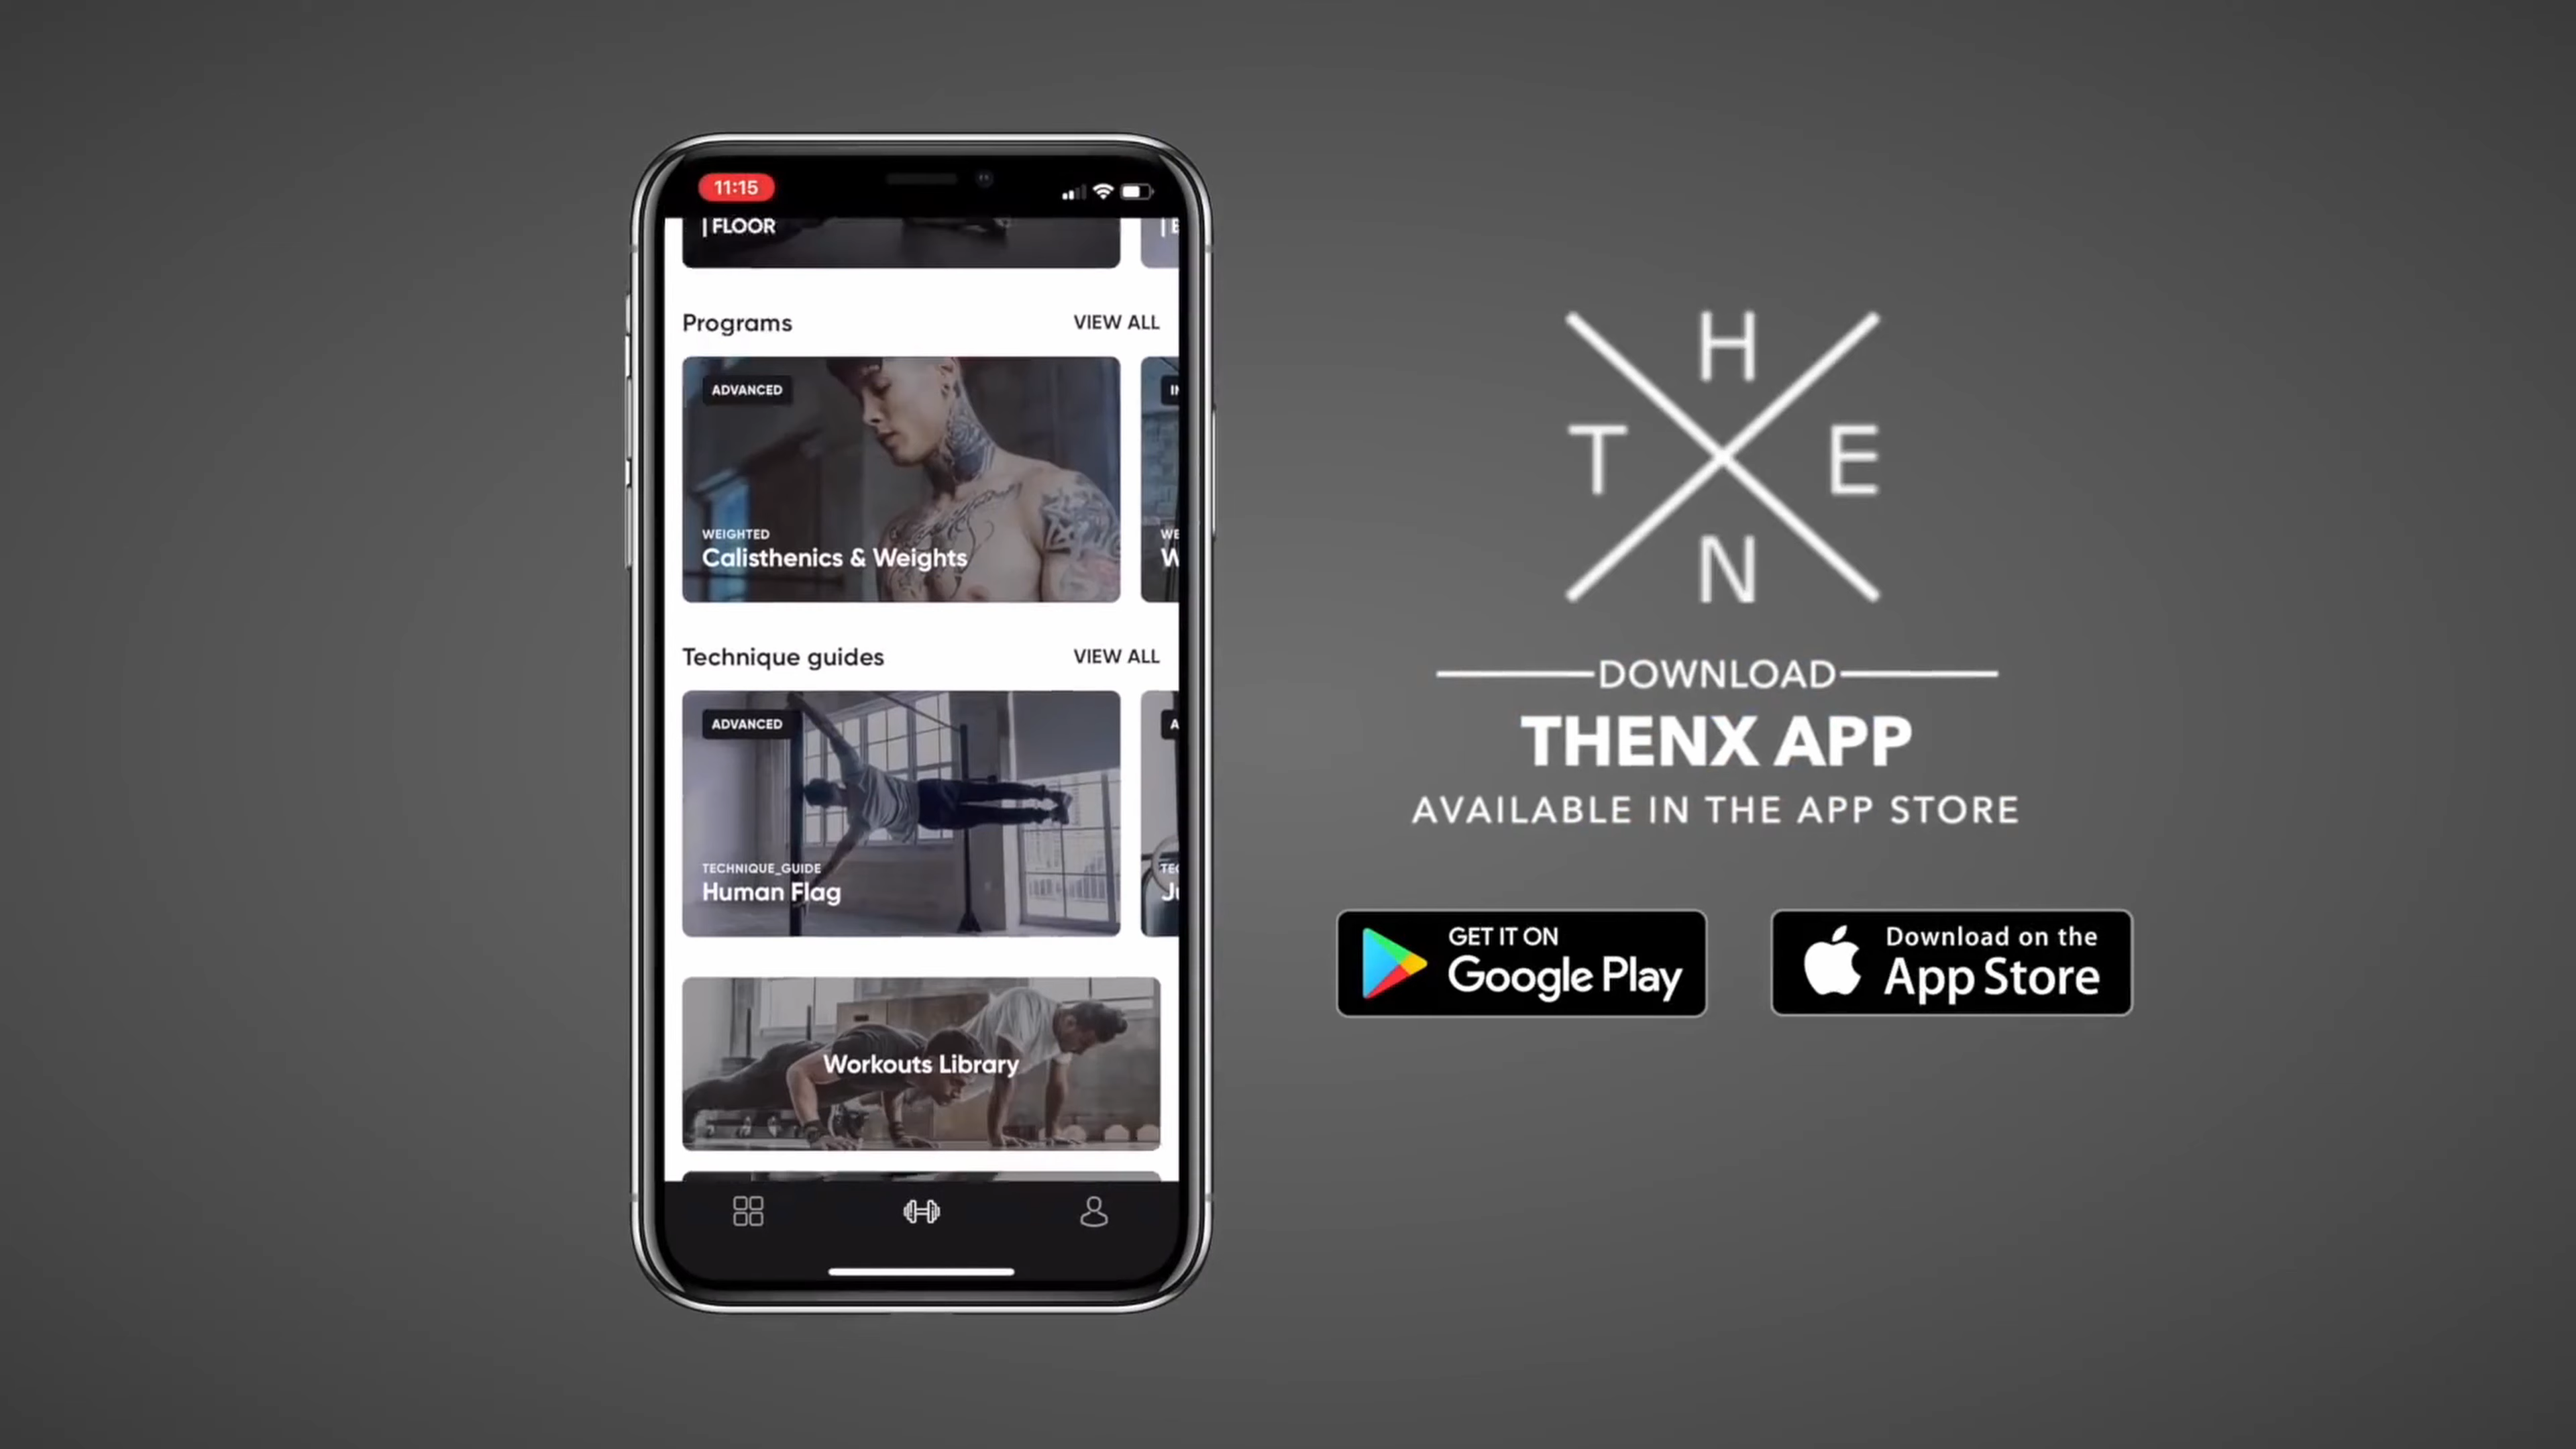 11:15
| FLOOR
Programs
VIEW ALL
ADVANCED
WEIGHTED
Calisthenics & Weights
Technique guides
VIEW ALL
ADVANCED
TECHNIQUE_GUIDE
Human Flag
Workouts Library
H
T E
N
DOWNLOAD
THENX APP
AVAILABLE IN THE APP STORE
GET IT ON
Google Play
Download on the
App Store